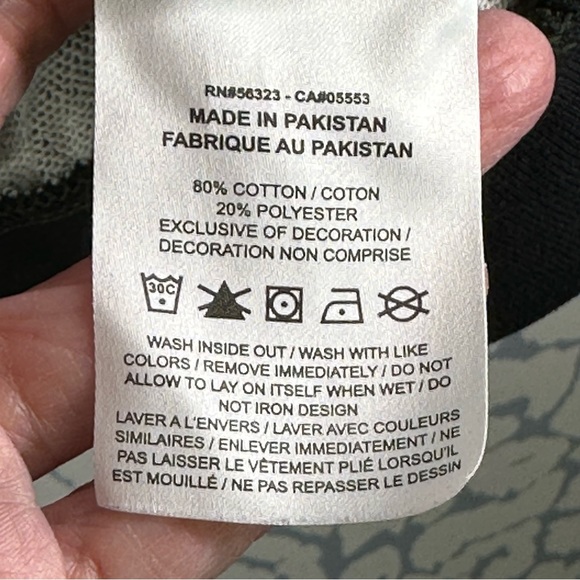 RN#56323 - CA#05553
MADE IN PAKISTAN
FABRIQUE AU PAKISTAN
80% COTTON / COTON
20% POLYESTER
EXCLUSIVE OF DECORATION /
DECORATION NON COMPRISE
30C
WASH INSIDE OUT / WASH WITH LIKE
COLORS / REMOVE IMMEDIATELY / DO NOT
ALLOW TO LAY ON ITSELF WHEN WET / DO
NOT IRON DESIGN
LAVER A L'ENVERS / LAVER AVEC COULEURS
SIMILAIRES / ENLEVER IMMEDIATEMENT / NE
PAS LAISSER LE VÊTEMENT PLIÉ LORSQU'IL
EST MOUILLÉ / NE PAS REPASSER LE DESSIN